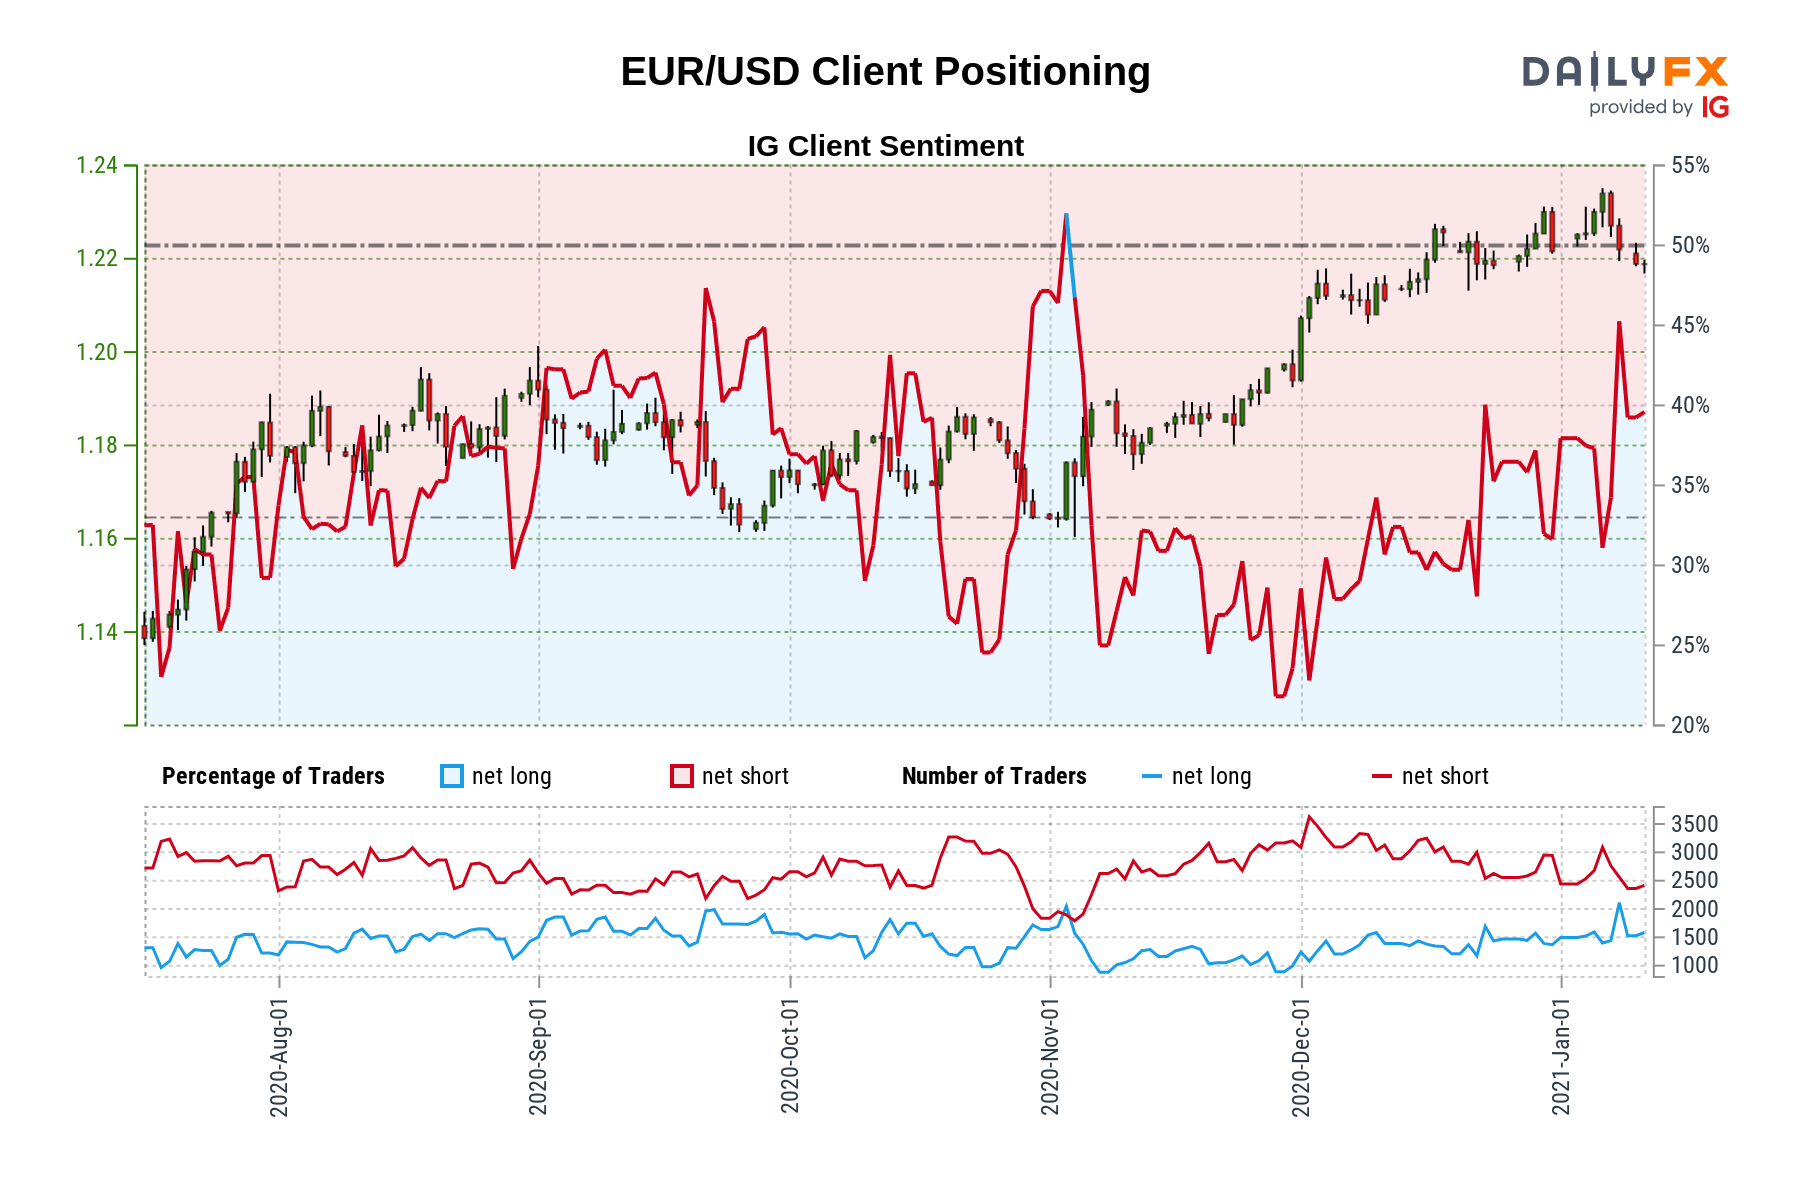 EUR/USD Client Positioning
DAILYFX
provided by IG
IG Client Sentiment
1.24
1.22
1.20
1.18
1.16
1.14
55%
50%
45%
40%
35%
30%
25%
20%
Percentage of Traders
net long
net short
Number of Traders
net long
net short
3500
3000
2500
2000
1500
1000
2020-Aug-01
2020-Sep-01
2020-Oct-01
2020-Nov-01
2020-Dec-01
2021-Jan-01